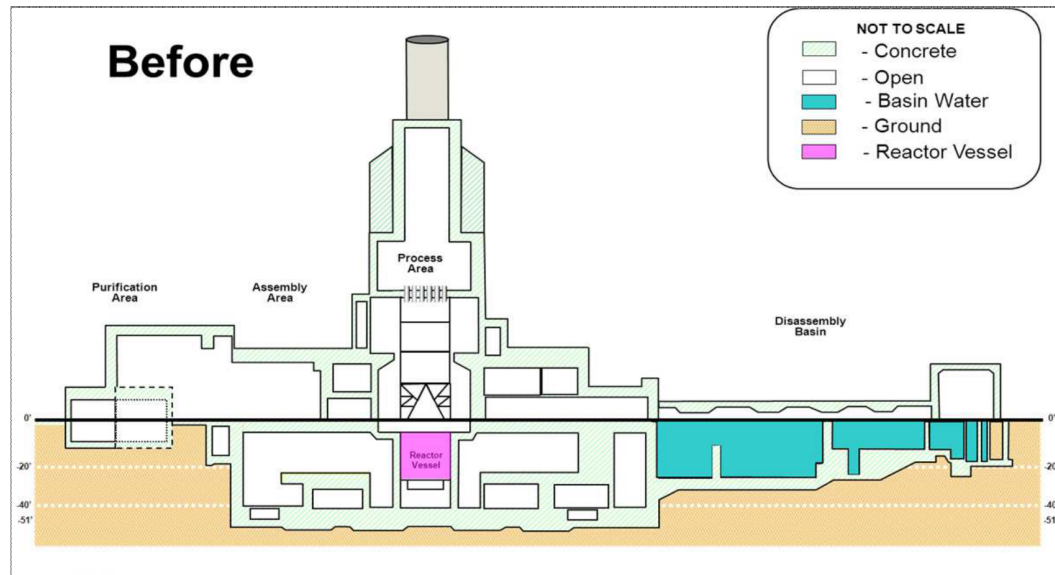 Before
NOT TO SCALE
- Concrete
- Open
- Basin Water
- Ground
- Reactor Vessel
Process
Area
Purification
Area
Assembly
Area
Disassembly
Basin
0'
0'
Reactor
Vessel
-20'
-20'
-40'
-40'
-51'
-51'